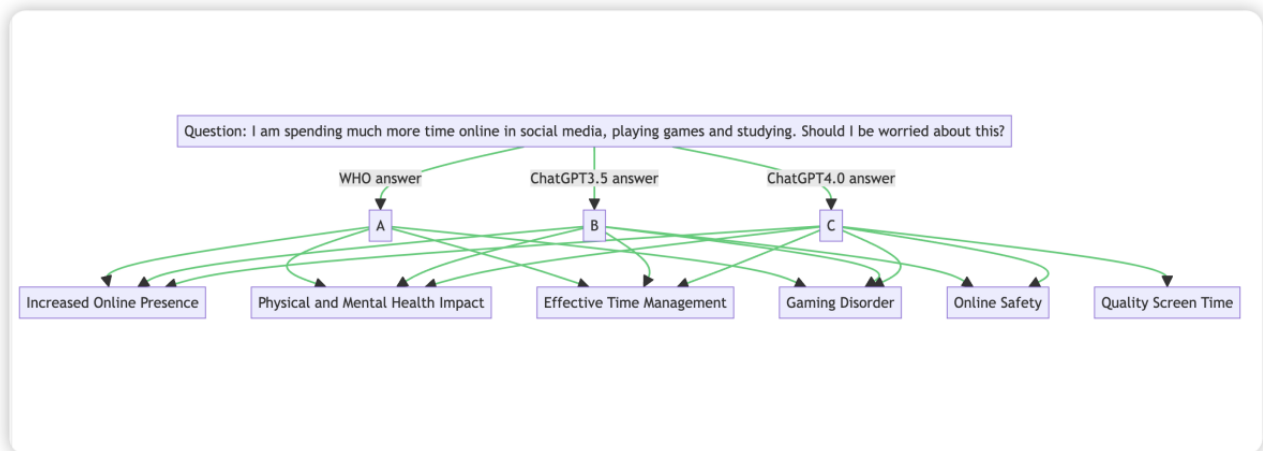 Question: I am spending much more time online in social media, playing games and studying. Should I be worried about this?
WHO answer
ChatGPT3.5 answer
ChatGPT4.0 answer
A
B
C
Increased Online Presence
Physical and Mental Health Impact
Effective Time Management
Gaming Disorder
Online Safety
Quality Screen Time